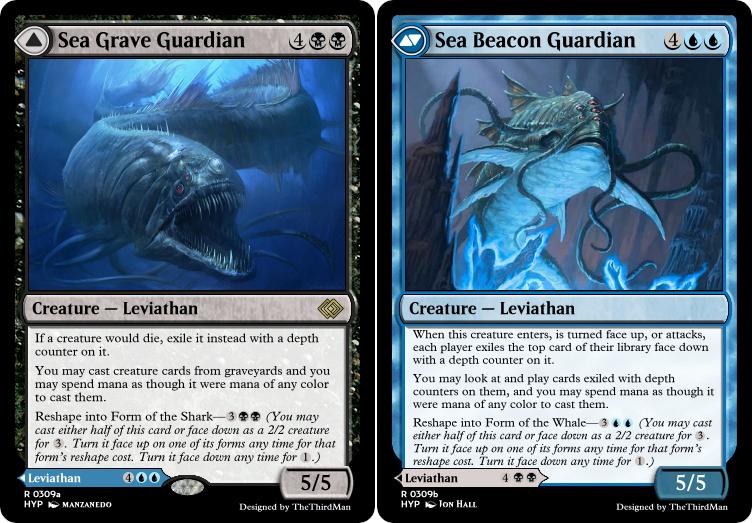 Sea Grave Guardian 4
Creature — Leviathan
If a creature would die, exile it instead with a depth
counter on it.
You may cast creature cards from graveyards and you
may spend mana as though it were mana of any color
to cast them.
Reshape into Form of the Shark—3 (You may
cast either half of this card or face down as a 2/2 creature
for 3. Turn it face up on one of its forms any time for that
form's reshape cost. Turn it face down any time for 1.)
Leviathan 4
5/5
R 0309a
HYP MANZANEDO
Designed by TheThirdMan
Sea Beacon Guardian 4
Creature — Leviathan
When this creature enters, is turned face up, or attacks,
each player exiles the top card of their library face down
with a depth counter on it.
You may look at and play cards exiled with depth
counters on them, and you may spend mana as though it
were mana of any color to cast them.
Reshape into Form of the Whale—3 (You may cast
either half of this card or face down as a 2/2 creature for 3.
Turn it face up on one of its forms any time for that
form's reshape cost. Turn it face down any time for 1.)
Leviathan 4
5/5
R 0309b
HYP JON HALL
Designed by TheThirdMan